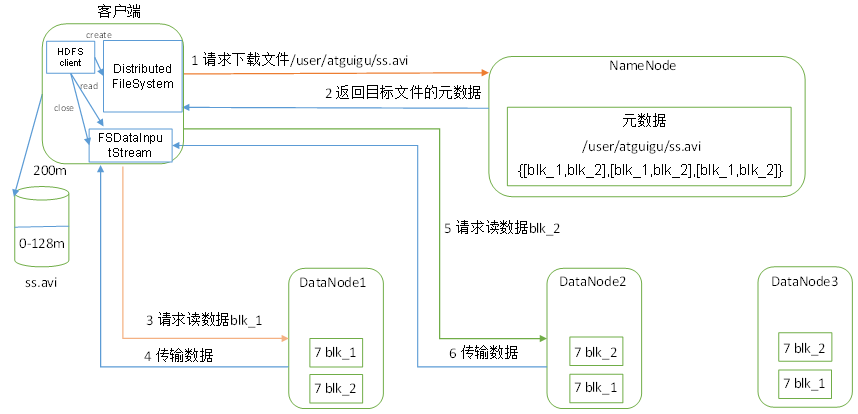 客户端
create
HDFS
client
Distributed
FileSystem
read
close
FSDataInpu
tStream
1 请求下载文件/user/atguigu/ss.avi
2 返回目标文件的元数据
NameNode
元数据
/user/atguigu/ss.avi
{[blk_1,blk_2],[blk_1,blk_2],[blk_1,blk_2]}
200m
0-128m
ss.avi
5 请求读数据blk_2
3 请求读数据blk_1
4 传输数据
6 传输数据
DataNode1
7 blk_1
7 blk_2
DataNode2
7 blk_2
7 blk_1
DataNode3
7 blk_2
7 blk_1